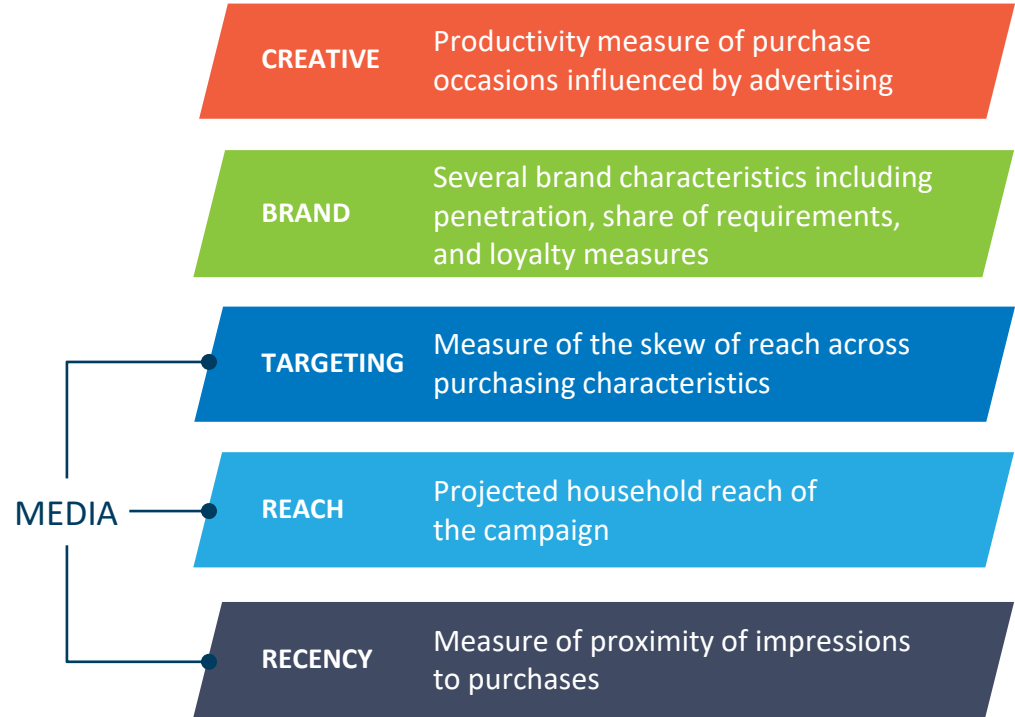 CREATIVE
Productivity measure of purchase
occasions influenced by advertising
BRAND
Several brand characteristics including
penetration, share of requirements,
and loyalty measures
MEDIA
TARGETING
Measure of the skew of reach across
purchasing characteristics
REACH
Projected household reach of
the campaign
RECENCY
Measure of proximity of impressions
to purchases